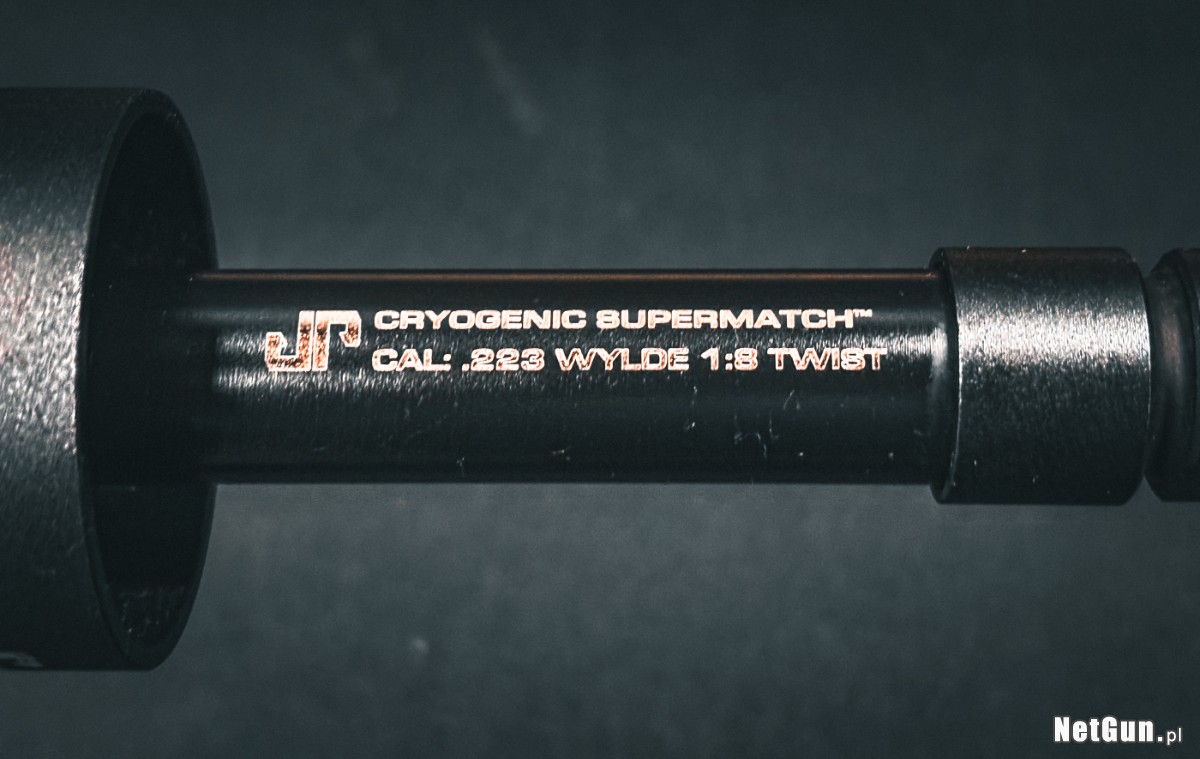 JP CRYOGENIC SUPERMATCH™
CAL: .223 WYLDE 1:8 TWIST
NetGun.pl